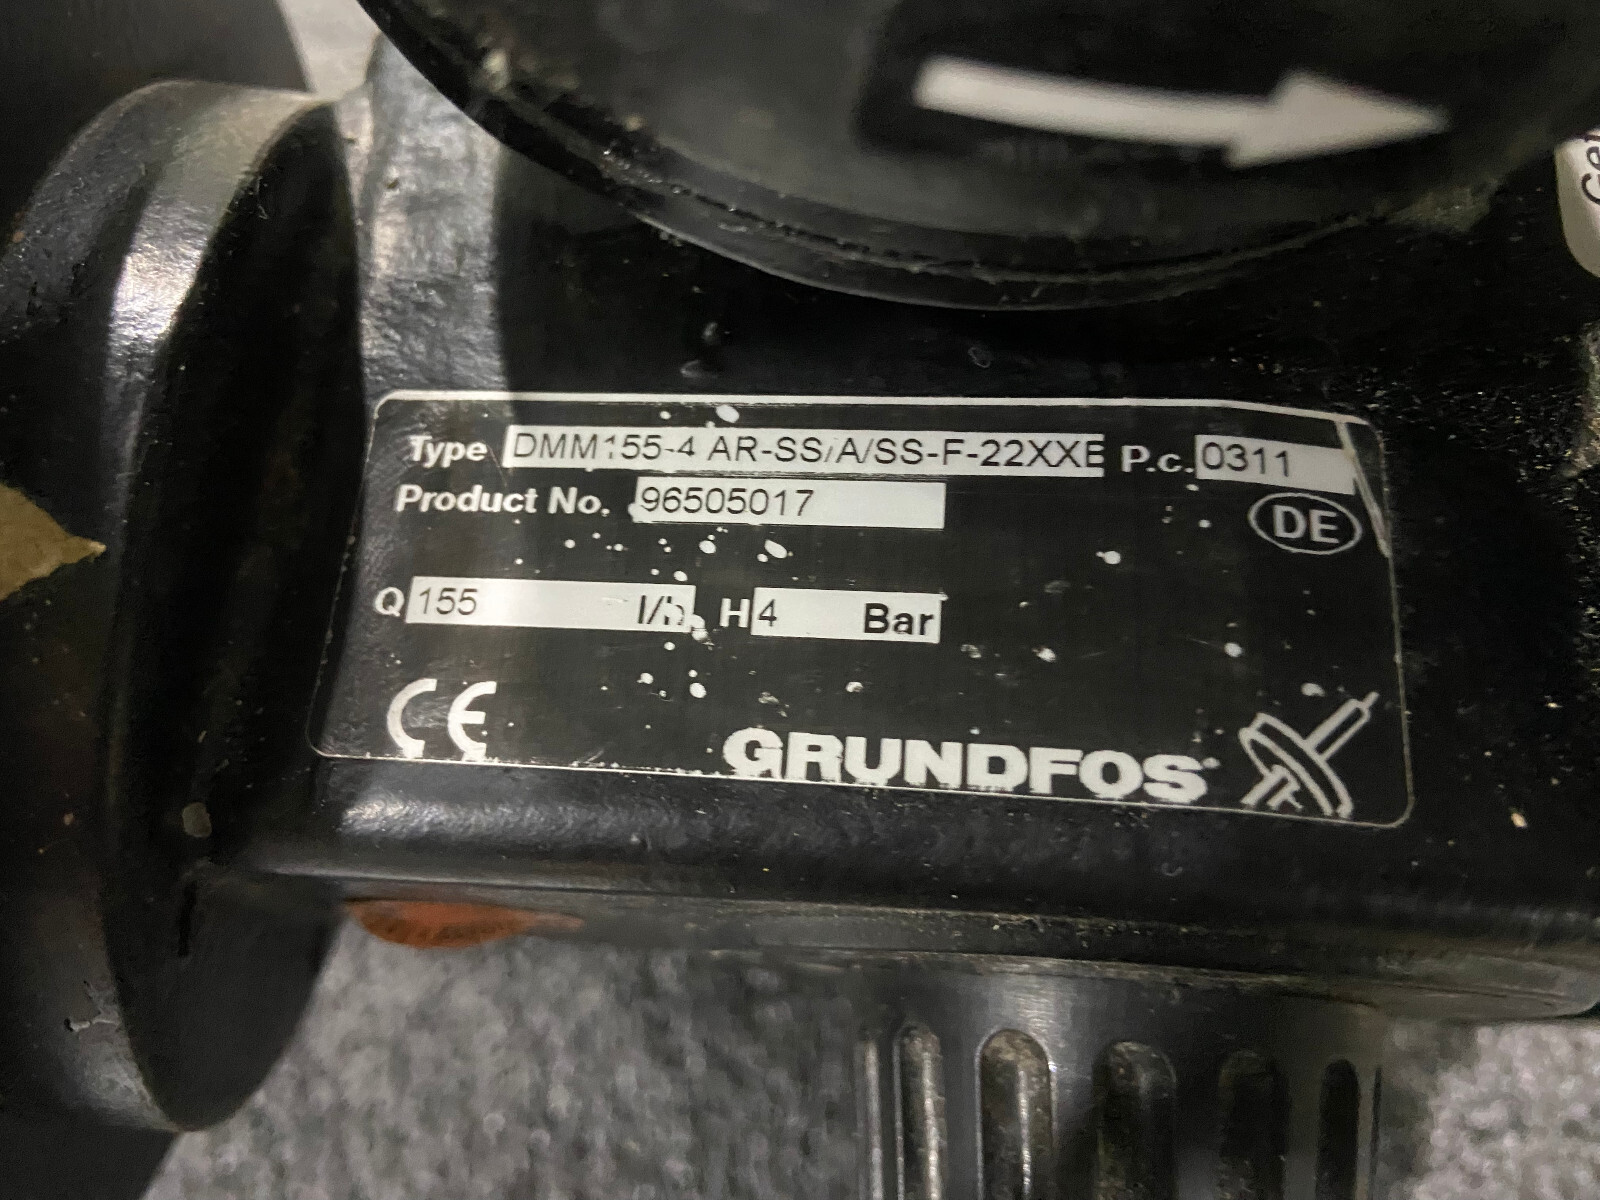 Type DMM155-4 AR-SS/A/SS-F-22XXE P.c. 0311
Product No. 96505017
DE
Q 155 l/h H 4 Bar
CE
GRUNDFOS